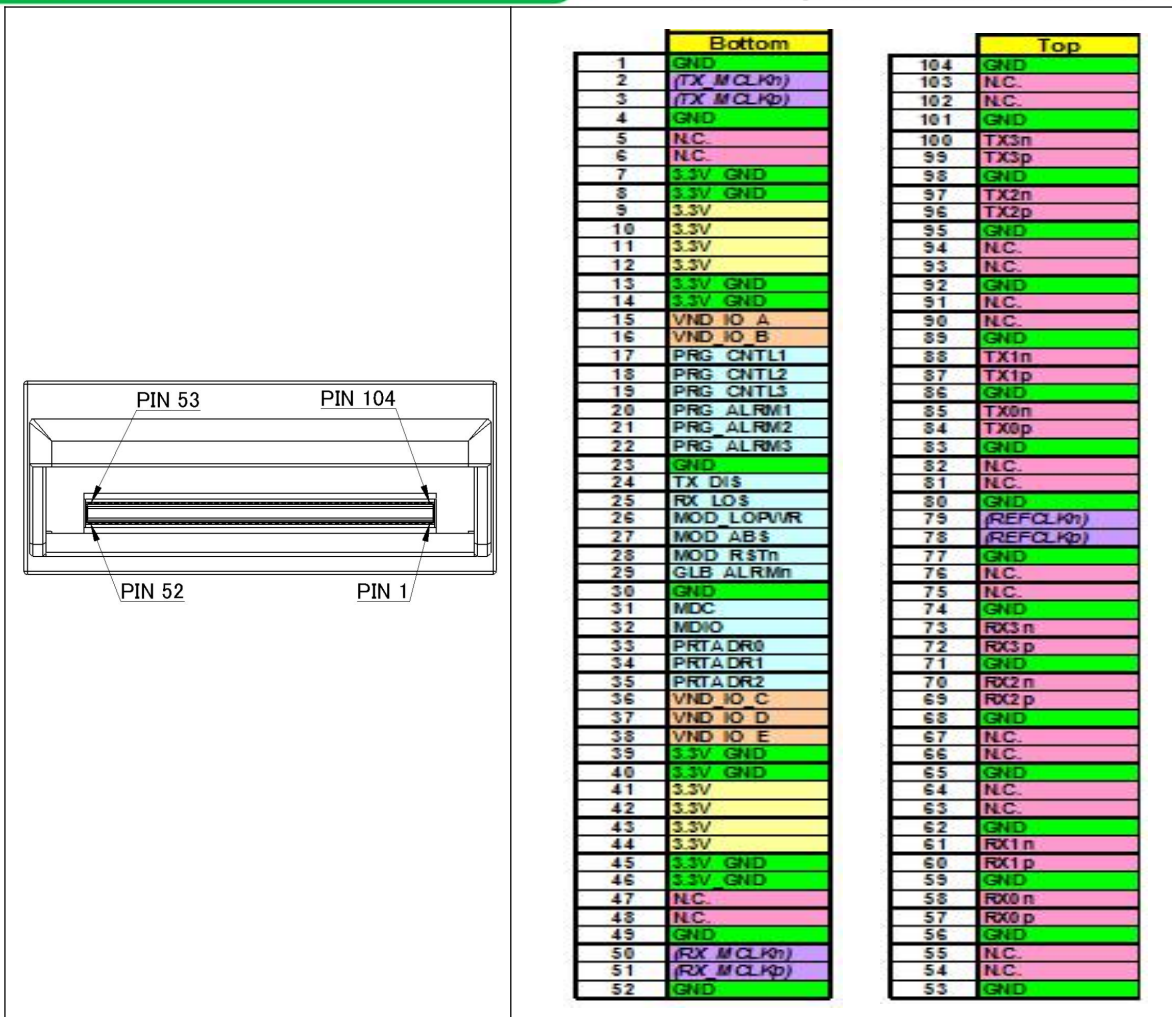 PIN 53
PIN 104
PIN 52
PIN 1
Bottom
1 GND
2 (TX_MCLKn)
3 (TX_MCLKp)
4 GND
5 N.C.
6 N.C.
7 3.3V_GND
8 3.3V_GND
9 3.3V
10 3.3V
11 3.3V
12 3.3V
13 3.3V_GND
14 3.3V_GND
15 VND_IO_A
16 VND_IO_B
17 PRG_CNTL1
18 PRG_CNTL2
19 PRG_CNTL3
20 PRG_ALRM1
21 PRG_ALRM2
22 PRG_ALRM3
23 GND
24 TX_DIS
25 RX_LOS
26 MOD_LOPWR
27 MOD_ABS
28 MOD_RSTn
29 GLB_ALRMn
30 GND
31 MDC
32 MDIO
33 PRTADR0
34 PRTADR1
35 PRTADR2
36 VND_IO_C
37 VND_IO_D
38 VND_IO_E
39 3.3V_GND
40 3.3V_GND
41 3.3V
42 3.3V
43 3.3V
44 3.3V
45 3.3V_GND
46 3.3V_GND
47 N.C.
48 N.C.
49 GND
50 (RX_MCLKn)
51 (RX_MCLKp)
52 GND
Top
104 GND
103 N.C.
102 N.C.
101 GND
100 TX3n
99 TX3p
98 GND
97 TX2n
96 TX2p
95 GND
94 N.C.
93 N.C.
92 GND
91 N.C.
90 N.C.
89 GND
88 TX1n
87 TX1p
86 GND
85 TX0n
84 TX0p
83 GND
82 N.C.
81 N.C.
80 GND
79 (REFCLKn)
78 (REFCLKp)
77 GND
76 N.C.
75 N.C.
74 GND
73 RX3n
72 RX3p
71 GND
70 RX2n
69 RX2p
68 GND
67 N.C.
66 N.C.
65 GND
64 N.C.
63 N.C.
62 GND
61 RX1n
60 RX1p
59 GND
58 RX0n
57 RX0p
56 GND
55 N.C.
54 N.C.
53 GND